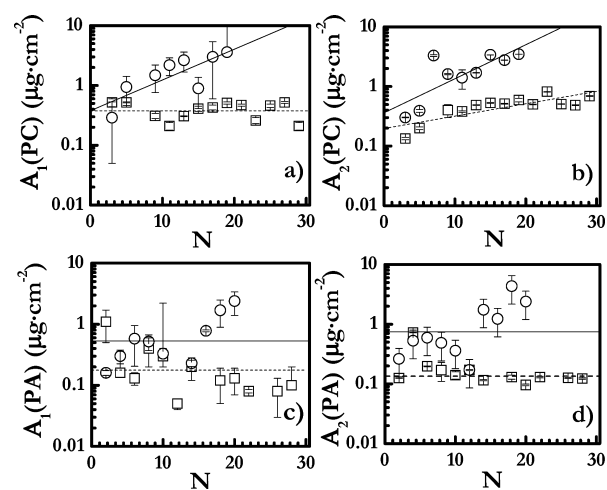 A₁(PC) (μg·cm⁻²)
10
1
0.1
0.01
a)
0 10 20 30
N
A₂(PC) (μg·cm⁻²)
10
1
0.1
0.01
b)
0 10 20 30
N
A₁(PA) (μg·cm⁻²)
10
1
0.1
0.01
c)
0 10 20 30
N
A₂(PA) (μg·cm⁻²)
10
1
0.1
0.01
d)
0 10 20 30
N